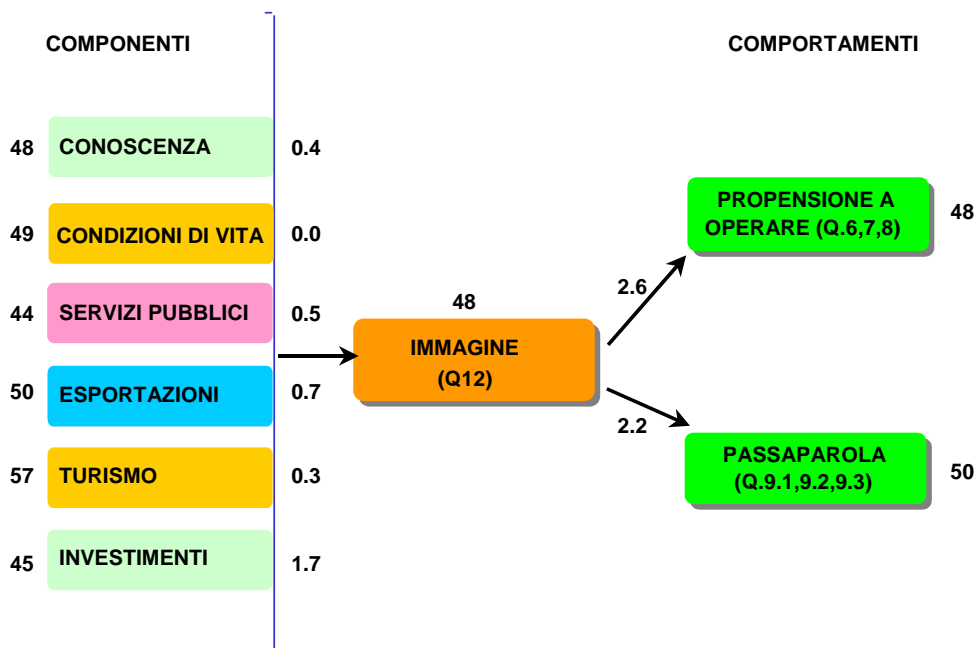 COMPONENTI
COMPORTAMENTI
48 CONOSCENZA 0.4
49 CONDIZIONI DI VITA 0.0
44 SERVIZI PUBBLICI 0.5
50 ESPORTAZIONI 0.7
57 TURISMO 0.3
45 INVESTIMENTI 1.7
48
IMMAGINE
(Q12)
2.6
2.2
PROPENSIONE A
OPERARE (Q.6,7,8)
48
PASSAPAROLA
(Q.9.1,9.2,9.3)
50